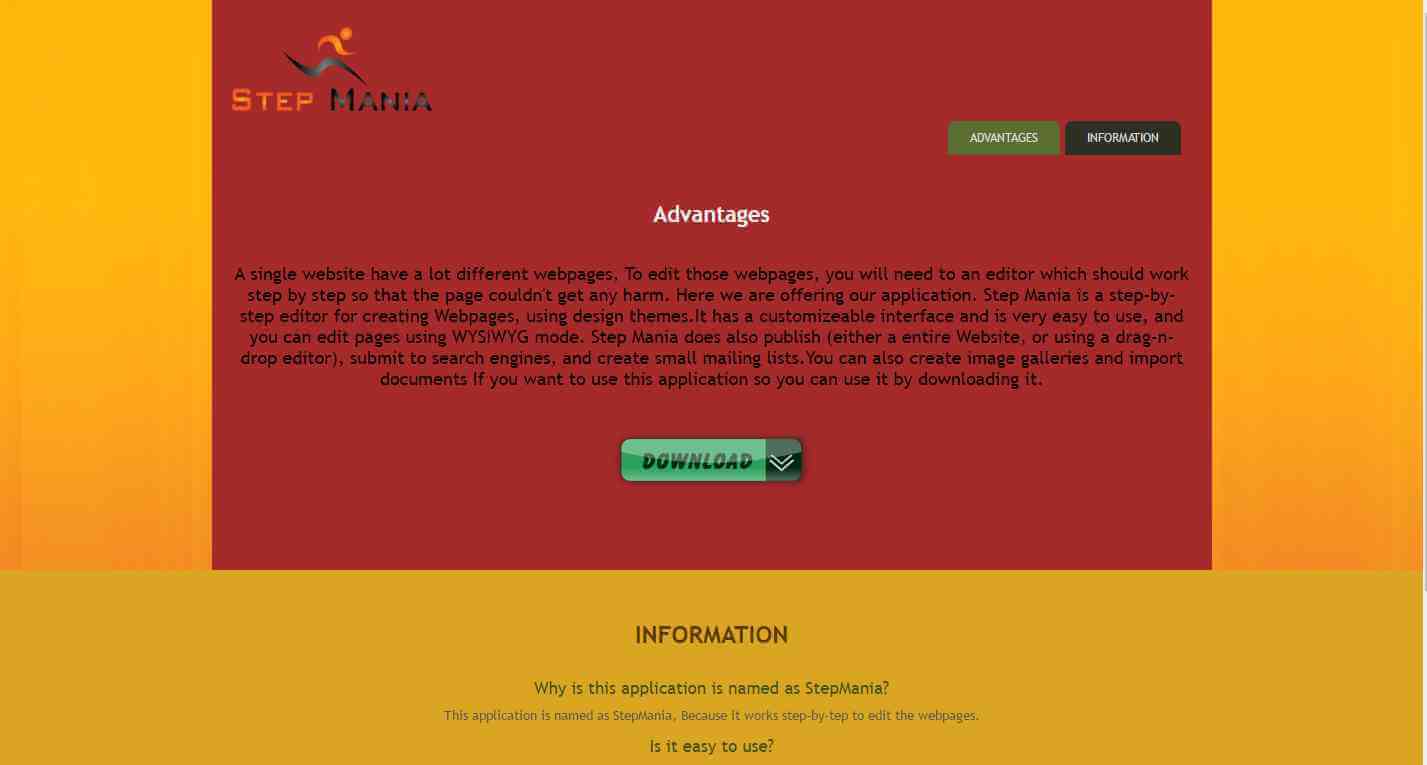 STEP MANIA
ADVANTAGES INFORMATION
Advantages
A single website have a lot different webpages, To edit those webpages, you will need to an editor which should work
step by step so that the page couldn't get any harm. Here we are offering our application. Step Mania is a step-by-
step editor for creating Webpages, using design themes.It has a customizeable interface and is very easy to use, and
you can edit pages using WYSIWYG mode. Step Mania does also publish (either a entire Website, or using a drag-n-
drop editor), submit to search engines, and create small mailing lists.You can also create image galleries and import
documents If you want to use this application so you can use it by downloading it.
DOWNLOAD
INFORMATION
Why is this application is named as StepMania?
This application is named as StepMania, Because it works step-by-tep to edit the webpages.
Is it easy to use?